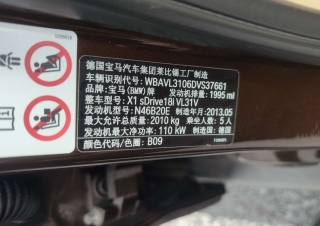 德国宝马汽车集团莱比锡工厂制造
车辆识别代号: WBAVL3106DVS37661
品牌: 宝马(BMW)牌 发动机排量: 1995 ml
整车型号: X1 sDrive18i VL31V
发动机型号: N46B20E 制造年月: 2013.05
最大允许总质量: 2010 kg 乘坐人数: 5人
最大净功率: 110 kW 制造国: 德国
颜色代码/色圈: B09